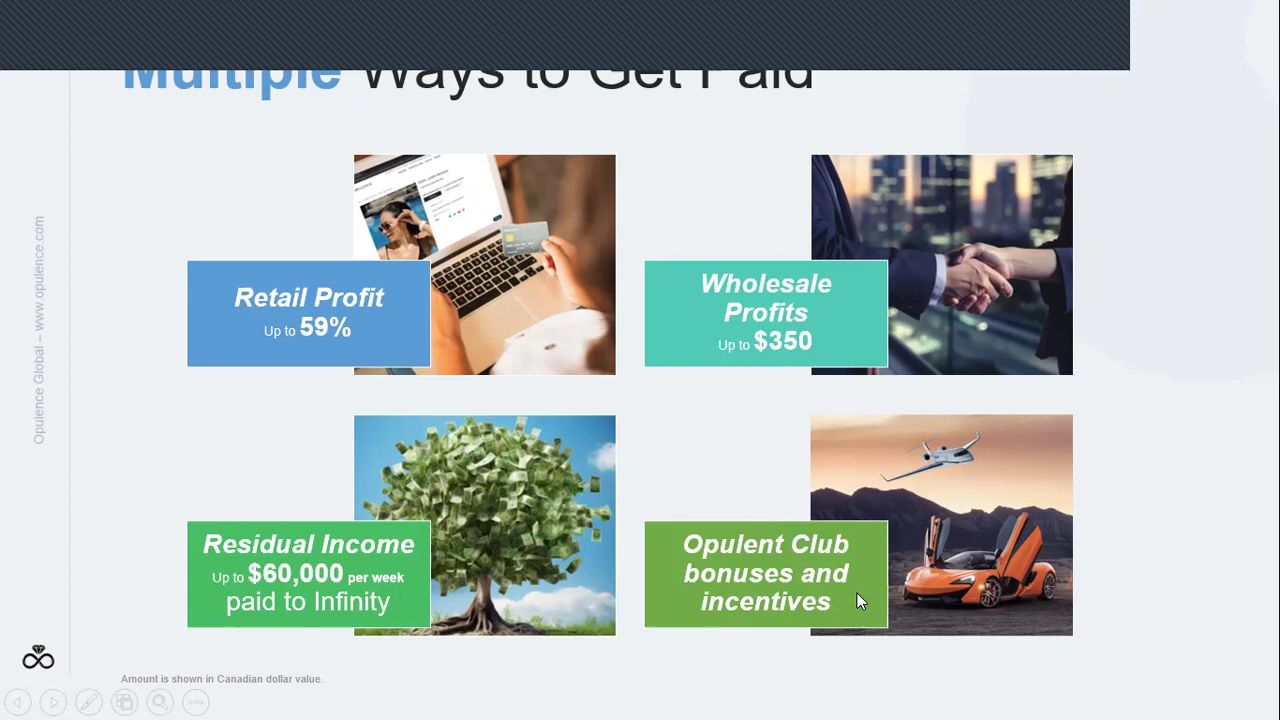 Multiple Ways to Get Paid
Opulence Global – www.opulence.com
Retail Profit
Up to 59%
Wholesale
Profits
Up to $350
Residual Income
Up to $60,000 per week
paid to Infinity
Opulent Club
bonuses and
incentives
Amount is shown in Canadian dollar value.